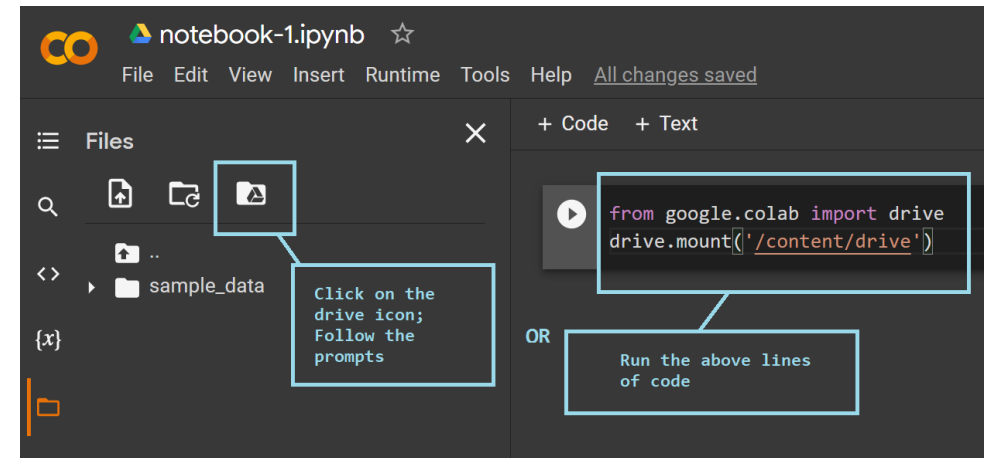 notebook-1.ipynb
File Edit View Insert Runtime Tools Help All changes saved
Files
+ Code + Text
from google.colab import drive
drive.mount('/content/drive')
..
sample_data
Click on the
drive icon;
Follow the
prompts
{x}
OR
Run the above lines
of code